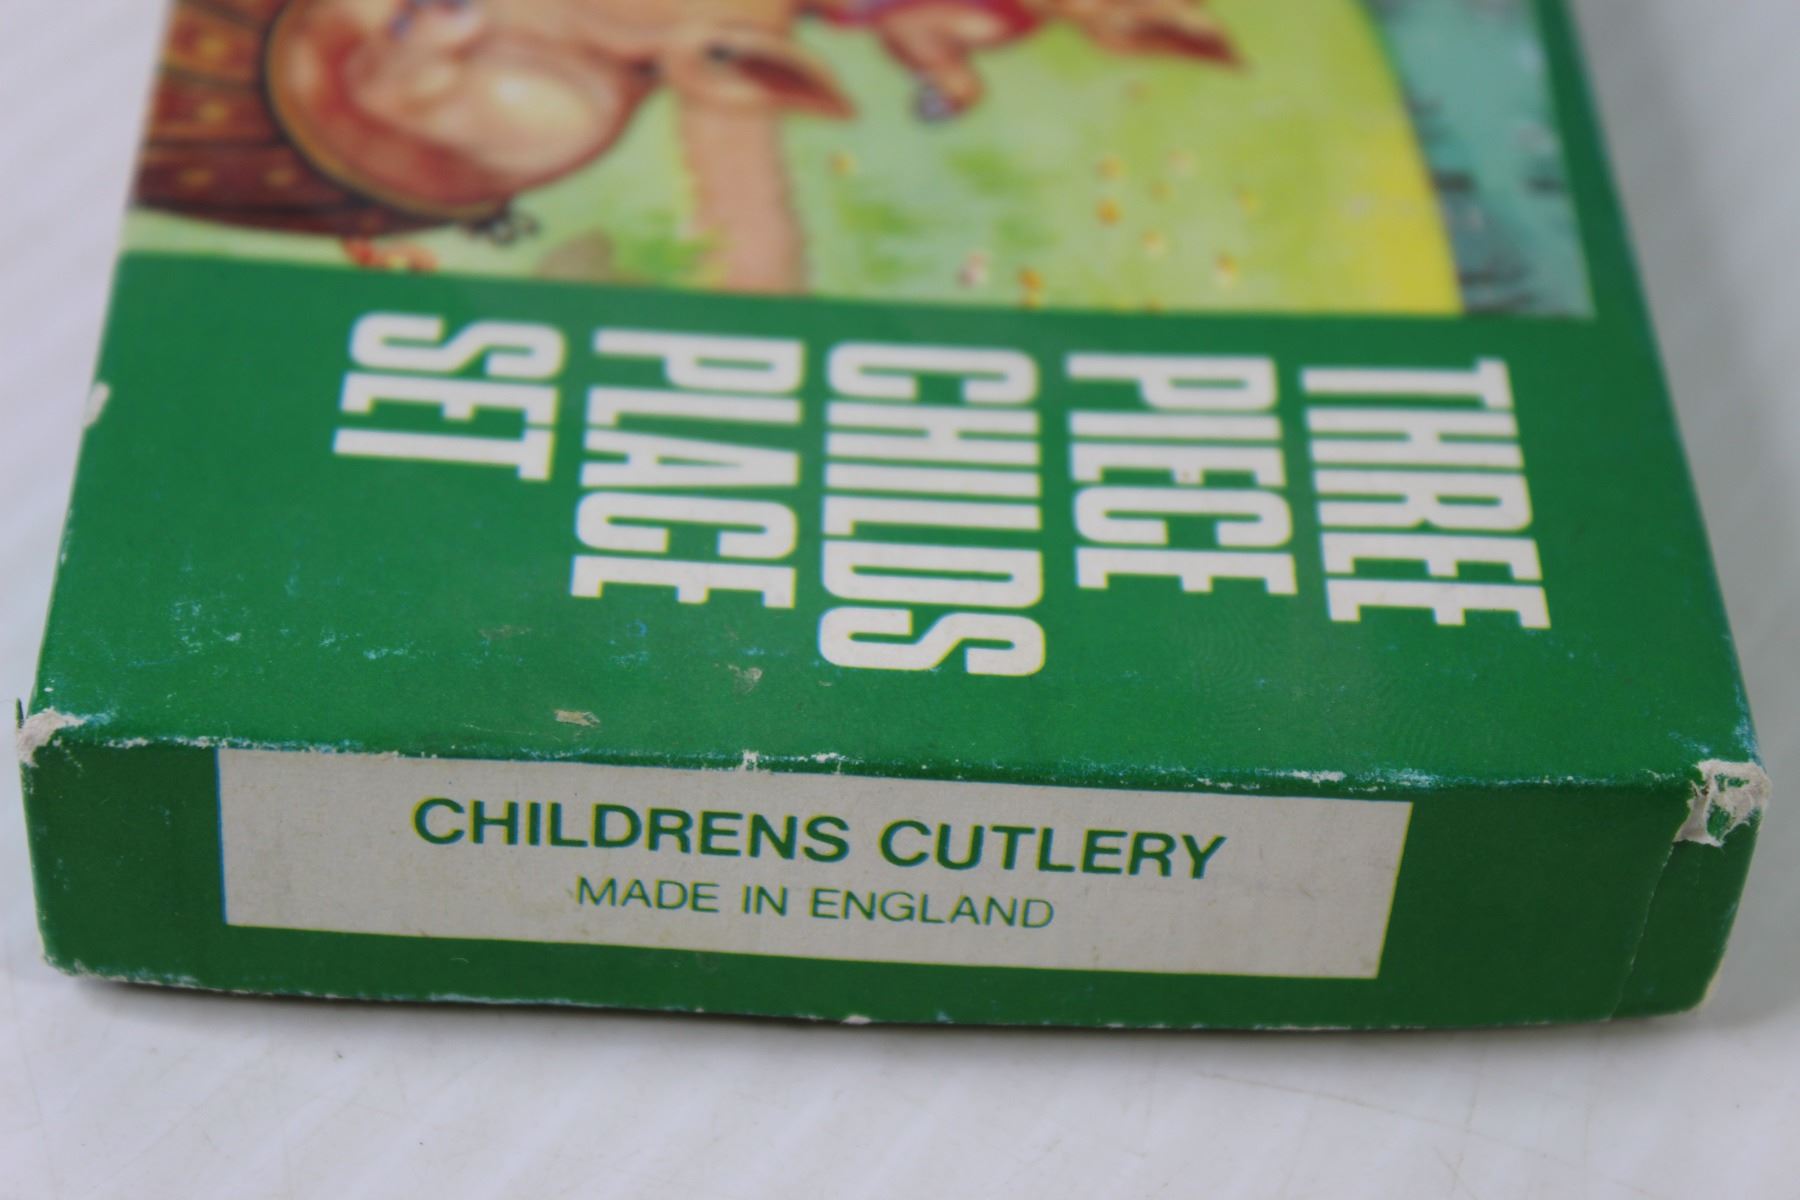 THREE
PIECE
CHILDS
PLACE
SET
CHILDRENS CUTLERY
MADE IN ENGLAND